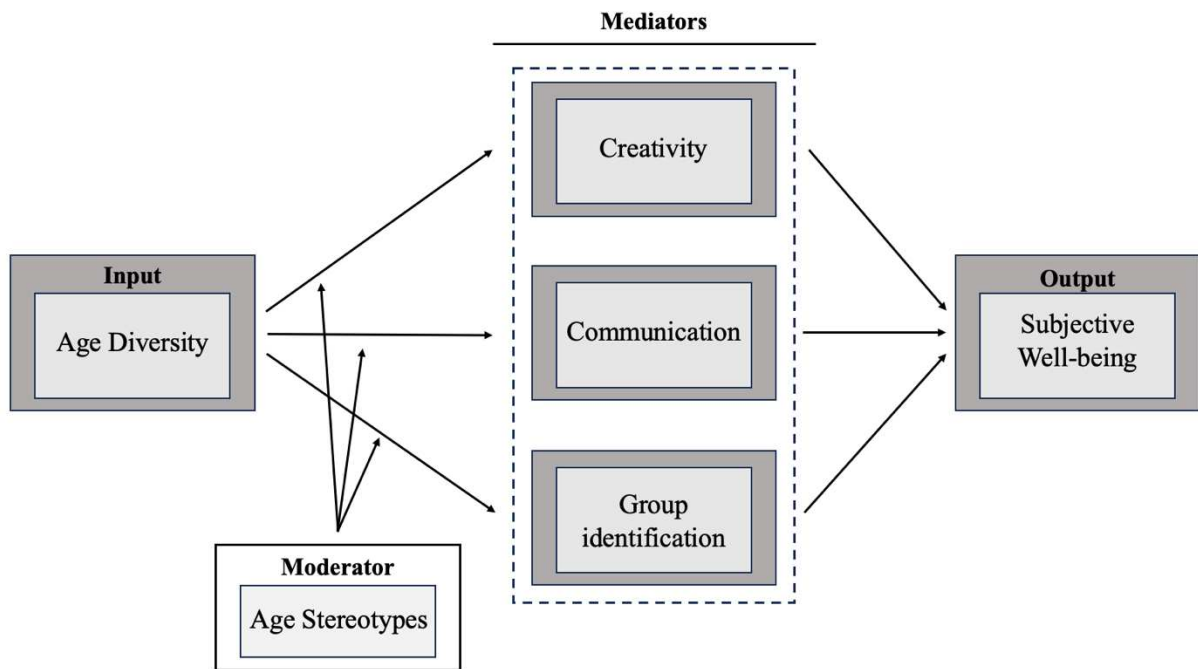 Mediators
Creativity
Input
Age Diversity
Communication
Output
Subjective
Well-being
Group
identification
Moderator
Age Stereotypes